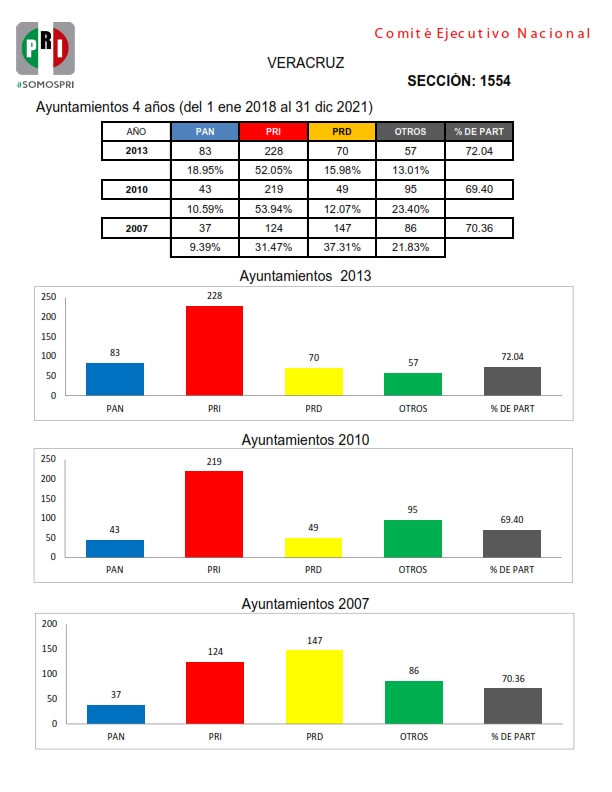 Comité Ejecutivo Nacional
PRI
#SOMOSPRI
VERACRUZ
SECCIÓN: 1554
Ayuntamientos 4 años (del 1 ene 2018 al 31 dic 2021)
AÑO PAN PRI PRD OTROS % DE PART
2013 83 228 70 57 72.04
18.95% 52.05% 15.98% 13.01%
2010 43 219 49 95 69.40
10.59% 53.94% 12.07% 23.40%
2007 37 124 147 86 70.36
9.39% 31.47% 37.31% 21.83%
Ayuntamientos 2013
250
200
150
100
50
0
83 228 70 57 72.04
PAN PRI PRD OTROS % DE PART
Ayuntamientos 2010
250
200
150
100
50
0
43 219 49 95 69.40
PAN PRI PRD OTROS % DE PART
Ayuntamientos 2007
200
150
100
50
0
37 124 147 86 70.36
PAN PRI PRD OTROS % DE PART